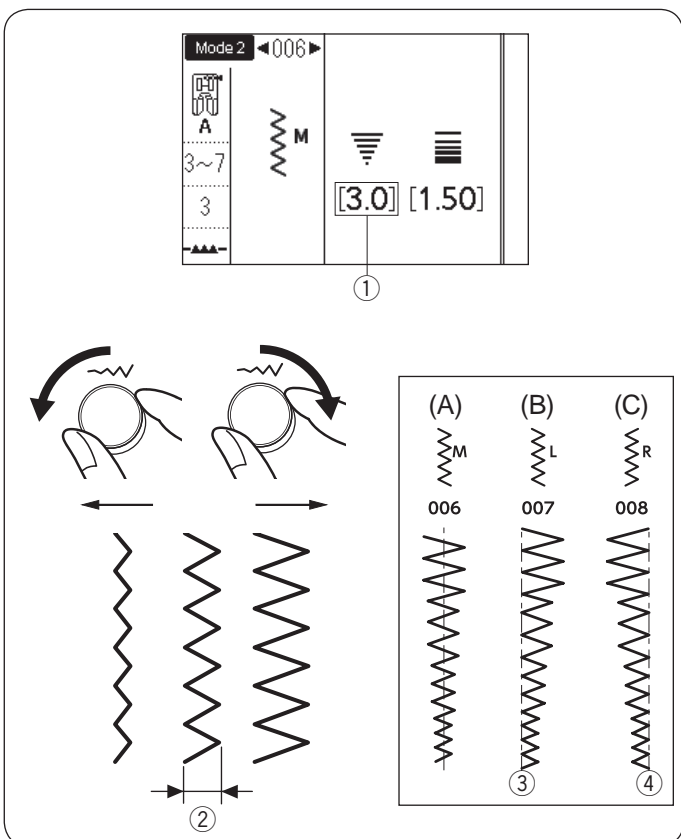 Mode 2 ◀006▶
A
M
3~7
3
[3.0] [1.50]
①
(A) (B) (C)
M L R
006 007 008
②
③ ④